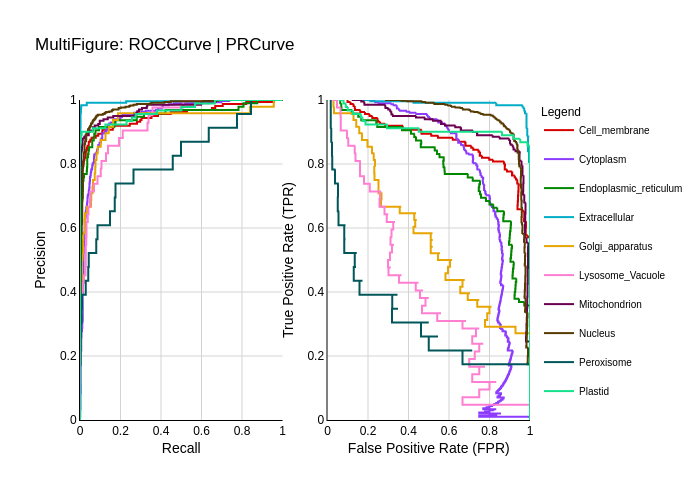 MultiFigure: ROCCurve | PRCurve
1
0.8
0.6
0.4
0.2
0
0
0.2
0.4
0.6
0.8
1
Precision
Recall
1
0.8
0.6
0.4
0.2
0
0
0.2
0.4
0.6
0.8
1
True Positive Rate (TPR)
False Positive Rate (FPR)
Legend
Cell_membrane
Cytoplasm
Endoplasmic_reticulum
Extracellular
Golgi_apparatus
Lysosome_Vacuole
Mitochondrion
Nucleus
Peroxisome
Plastid